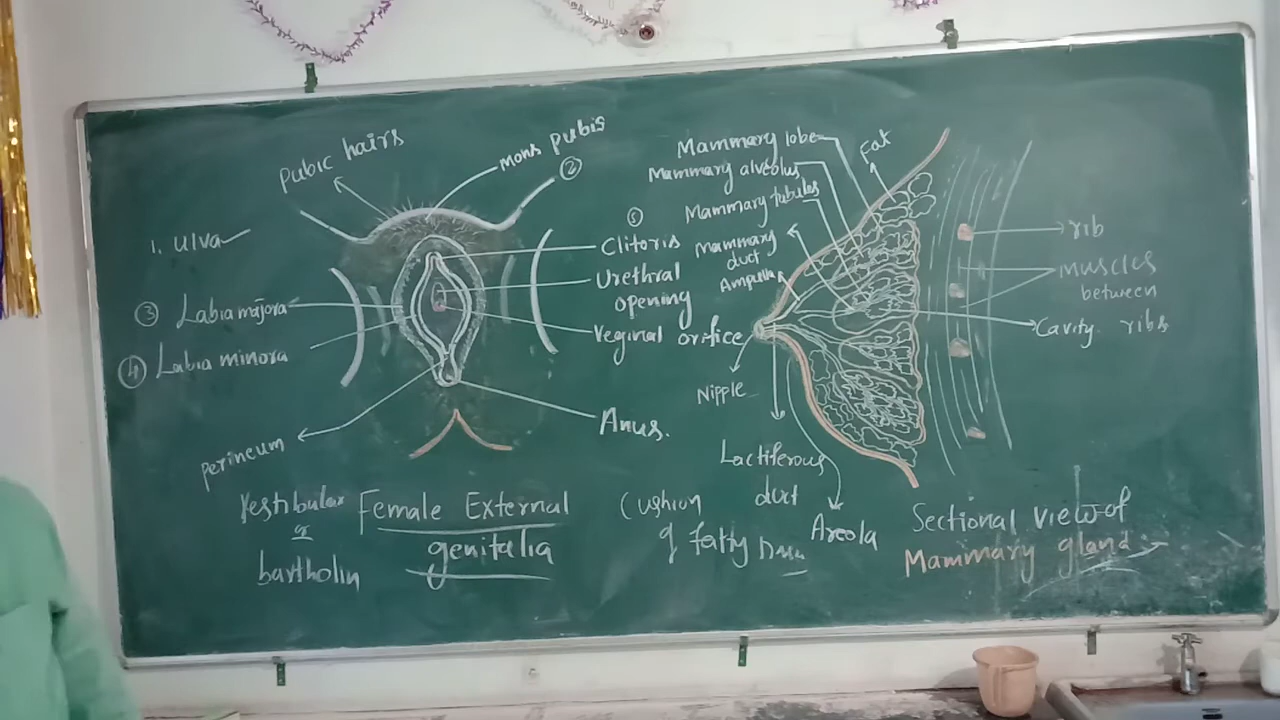 Pubic hairs
mons pubis
②
1. ulva
③ Labia majora
④ Labia minora
perineum
⑤
Clitoris
Urethral
opening
Veginal orifice
Anus.
Vestibular
or
bartholin
Female External
genitalia
Mammary lobe
Mammary alveolus
Mammary tubules
Mammary
duct
Ampulla
Fat
Nipple
Lactiferous
duct
Areola
rib
Muscles
between
ribs
Cavity
Cushion
of fatty
Sectional view of
Mammary gland